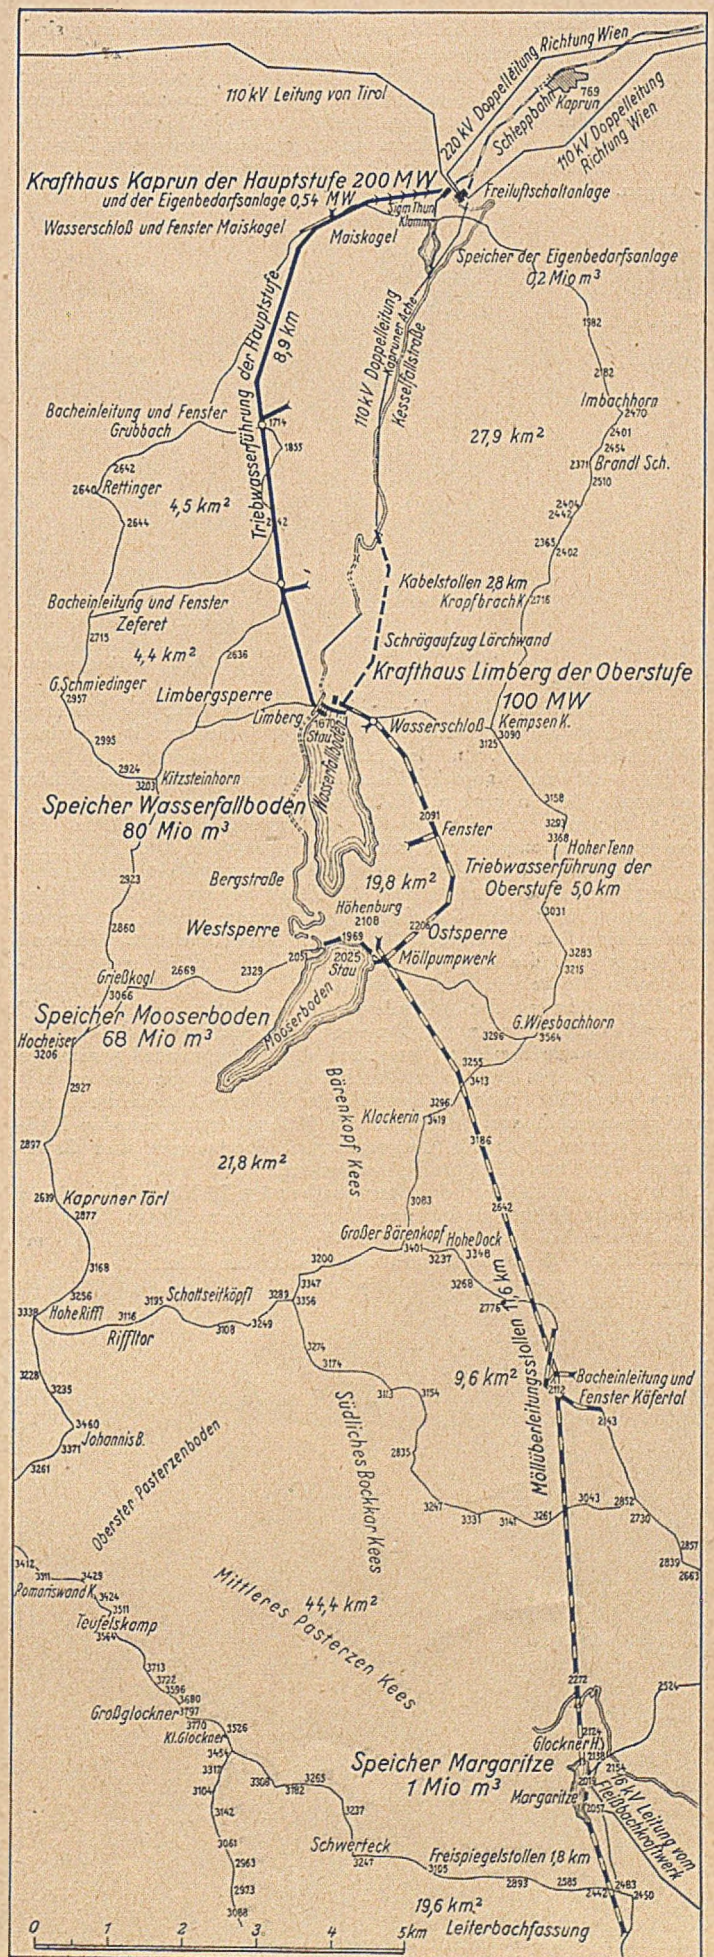 110 kV Leitung von Tirol
220 kV Doppelleitung Richtung Wien
Schleppbahn
769
Kaprun
110 kV Doppelleitung
Richtung Wien
Krafthaus Kaprun der Hauptstufe 200 MW
und der Eigenbedarfsanlage 0,54 MW
Freiluftschaltanlage
Wasserschloß und Fenster Maiskogel
Sigm Thun
Klamm
Maiskogel
Speicher der Eigenbedarfsanlage
0,2 Mio m³
Triebwasserführung der Hauptstufe
8,9 km
110 kV Doppelleitung
Kapruner Ache
Kesselfallstraße
1982
2182
Imbachhorn
2470
2401
2454
2371
Brandl Sch.
2510
27,9 km²
Bacheinleitung und Fenster
Grubbach
1714
1855
2642
2640
Rettinger
4,5 km²
2644
2404
2442
2365
2402
Kabelstollen 2,8 km
Krapfbrach K.
2716
Bacheinleitung und Fenster
Zeferet
2715
4,4 km²
2636
Schrägaufzug Lärchwand
Krafthaus Limberg der Oberstufe
100 MW
G.Schmiedinger
2957
Limbergsperre
Limberg
1670
Stau
Wasserfallboden
Wasserschloß
Kempsen K.
3090
3125
2995
2924
3203
Kitzsteinhorn
Speicher Wasserfallboden
80 Mio m³
3158
3297
3368
Hoher Tenn
2091
Fenster
Triebwasserführung der
Oberstufe 5,0 km
2923
Bergstraße
19,8 km²
3031
2860
Höhenburg
2108
Westsperre
1969
2206
Ostsperre
2051
2025
Stau
Möllpumpwerk
3283
3215
Grießkogl
2669
2329
3066
Speicher Mooserboden
68 Mio m³
Mooserboden
Hocheiser
3206
3296
G.Wiesbachhorn
3564
3255
3413
2927
Bärenkopf Kees
3296
Klockerin
3419
3186
2897
21,8 km²
2639
Kapruner Törl
2877
3083
2642
Großer Bärenkopf
3401
Hohe Dock
3348
3237
3168
3200
3268
3347
3256
3195
Schattseitköpfl
3289
3356
2776
3338
Hohe Riffl
3116
3108
3249
Riffltor
Möllüberleitungsstollen 11,6 km
3274
3174
3228
3235
3113
3154
9,6 km²
Bacheinleitung und
Fenster Käfertal
2112
2143
3460
3371
Johannis B.
3261
Oberster Pasterzenboden
Südliches Bockkar Kees
2835
3247
3331
3141
3261
3043
2852
2730
2857
2839
2663
3412
3311
3429
Romariswand K.
3424
3511
Teufelskamp
3564
Mittleres Pasterzen Kees
44,4 km²
3713
3722
3596
3680
Großglockner
3797
3770
3526
Kl.Glockner
3454
3317
3104
3142
3061
2963
2973
3088
3306
3182
3265
3237
2272
2524
2124
Glockner H.
2138
2154
Speicher Margaritze
1 Mio m³
2019
Margaritze
2057
16 kV Leitung vom
Fleißbachkraftwerk
Schwerteck
3247
3105
Freispiegelstollen 1,8 km
2893
2585
2442
2483
2450
19,6 km²
Leiterbachfassung
0
1
2
3
4
5km